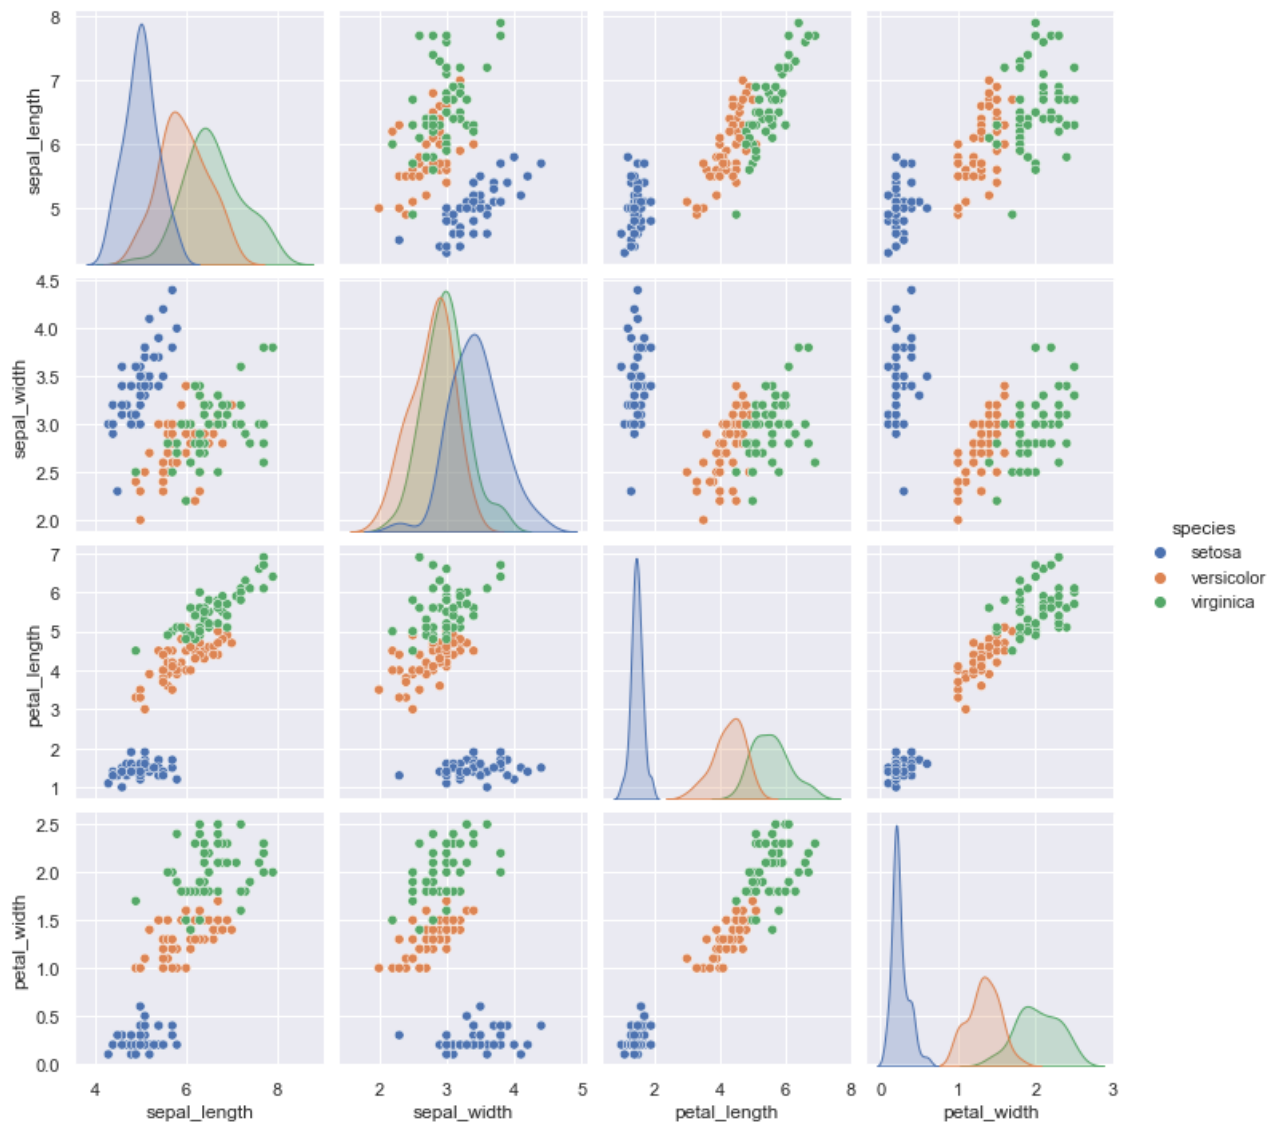 8
7
6
5
sepal_length
4.5
4.0
3.5
3.0
2.5
2.0
sepal_width
species
setosa
versicolor
virginica
7
6
5
4
3
2
1
petal_length
2.5
2.0
1.5
1.0
0.5
0.0
petal_width
4 6 8
sepal_length
2 3 4 5
sepal_width
2 4 6 8
petal_length
0 1 2 3
petal_width